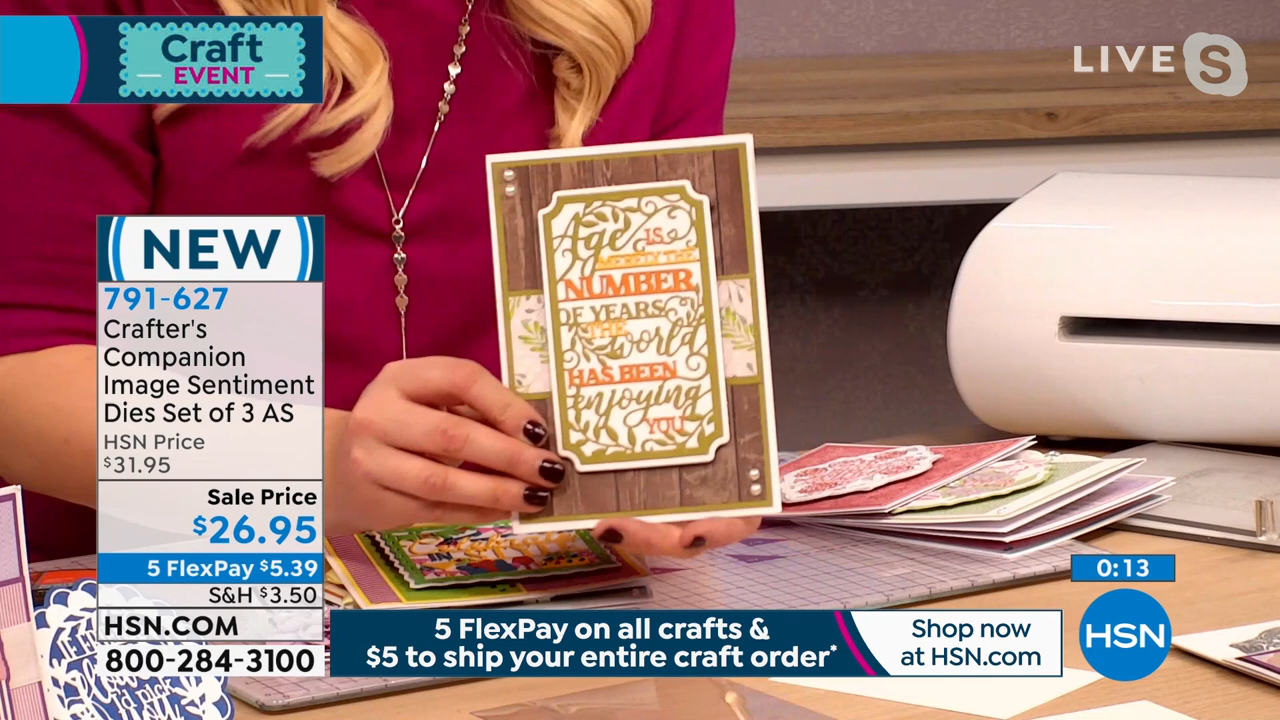 Craft
EVENT
LIVE S
NEW
791-627
Crafter's
Companion
Image Sentiment
Dies Set of 3 AS
HSN Price
$31.95
Sale Price
$26.95
5 FlexPay $5.39
S&H $3.50
HSN.COM
800-284-3100
Age IS
MERELY THE
NUMBER
OF YEARS
THE
world
HAS BEEN
enjoying
YOU
0:13
5 FlexPay on all crafts &
$5 to ship your entire craft order*
Shop now
at HSN.com
HSN